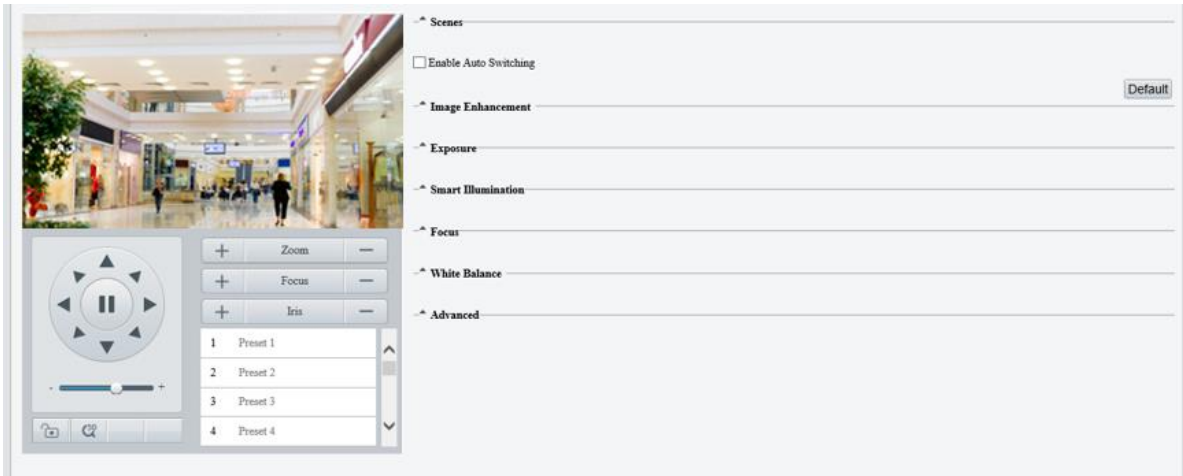 Scenes
Enable Auto Switching
Default
Image Enhancement
Exposure
Smart Illumination
Focus
White Balance
Advanced
+ Zoom −
+ Focus −
+ Iris −
1 Preset 1
2 Preset 2
3 Preset 3
4 Preset 4
- +
3D